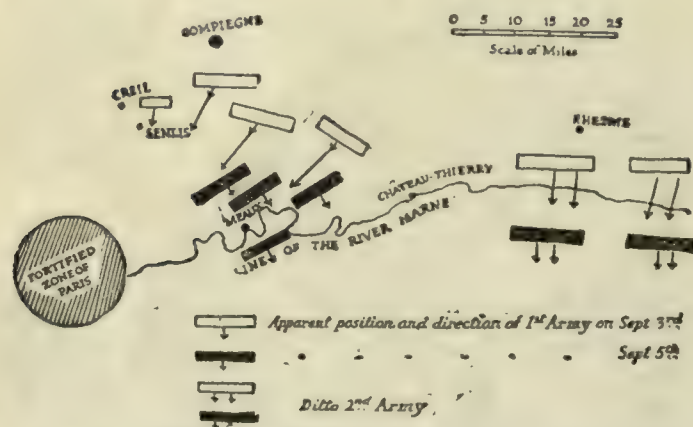 COMPIEGNE
0 5 10 15 20 25
Scale of Miles
CREIL
SENLIS
RHEIMS
CHÂTEAU-THIERRY
MEAUX
LINE OF THE RIVER MARNE
FORTIFIED
ZONE OF
PARIS
Apparent position and direction of 1st Army on Sept 3rd
" " " " " " Sept 5th
Ditto 2nd Army